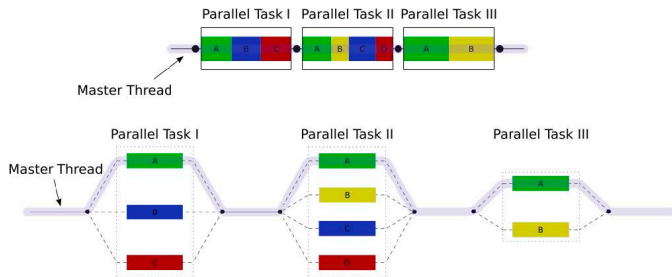 Parallel Task I Parallel Task II Parallel Task III
A B C A B C D A B
Master Thread
Parallel Task I Parallel Task II Parallel Task III
A A
Master Thread
A
B
B
C
B
C D